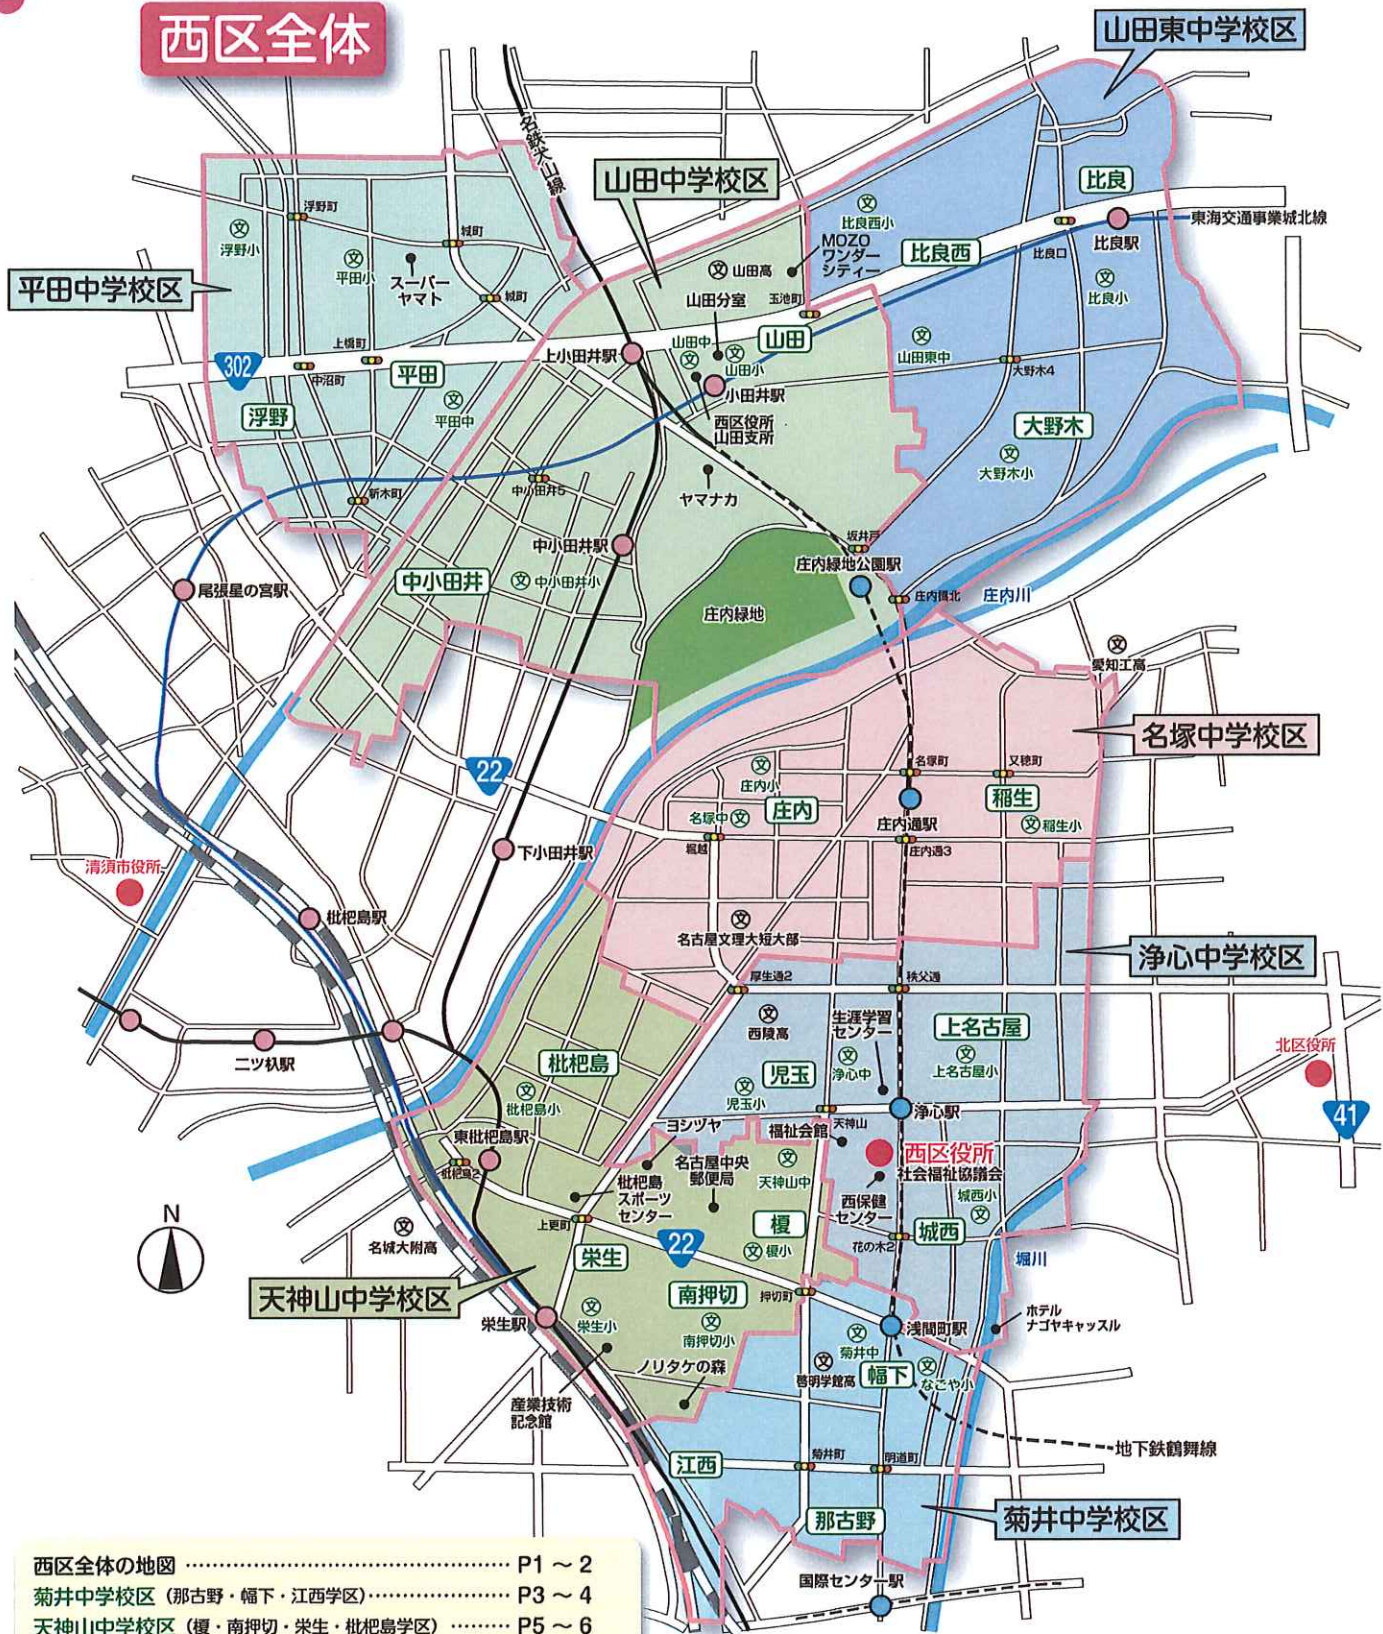 西区全体
山田東中学校区
名鉄犬山線
山田中学校区
比良
浮野町
比良西小
東海交通事業城北線
浮野小
城町
MOZO
ワンダー
シティー
比良西
比良口
比良駅
平田小
スーパー
ヤマト
山田高
平田中学校区
城町
山田分室
玉池町
比良小
上橋町
山田中
山田
山田東中
302
上小田井駅
山田小
大野木4
中沼町
平田
小田井駅
浮野
平田中
西区役所
山田支所
大野木
大野木小
新木町
中小田井5
ヤマナカ
坂井戸
中小田井駅
庄内緑地公園駅
尾張星の宮駅
中小田井
中小田井小
庄内川
庄内緑地
愛知工高
名塚中学校区
22
名塚町
又穂町
庄内小
庄内
稲生
名塚中
庄内通駅
稲生小
下小田井駅
堀越
庄内通3
清須市役所
枇杷島駅
名古屋文理大短大部
浄心中学校区
厚生通2
秩父通
西陵高
生涯学習
センター
上名古屋
北区役所
二ツ杁駅
枇杷島
児玉
浄心中
上名古屋小
枇杷島小
児玉小
浄心駅
41
ヨシヅヤ
福祉会館
天神山
東枇杷島駅
西区役所
社会福祉協議会
枇杷島2
名古屋中央
郵便局
天神山中
枇杷島
スポーツ
センター
西保健
センター
城西小
N
上更町
榎
城西
名城大附高
22
榎小
花の木2
栄生
堀川
天神山中学校区
南押切
押切町
ホテル
ナゴヤキャッスル
栄生駅
栄生小
南押切小
浅間町駅
菊井中
ノリタケの森
啓明学館高
幅下
なごや小
産業技術
記念館
地下鉄鶴舞線
江西
菊井町
明道町
那古野
菊井中学校区
国際センター駅
西区全体の地図 …………………………………… P1 ～ 2
菊井中学校区（那古野・幅下・江西学区）……………… P3 ～ 4
天神山中学校区（榎・南押切・栄生・枇杷島学区）……… P5 ～ 6